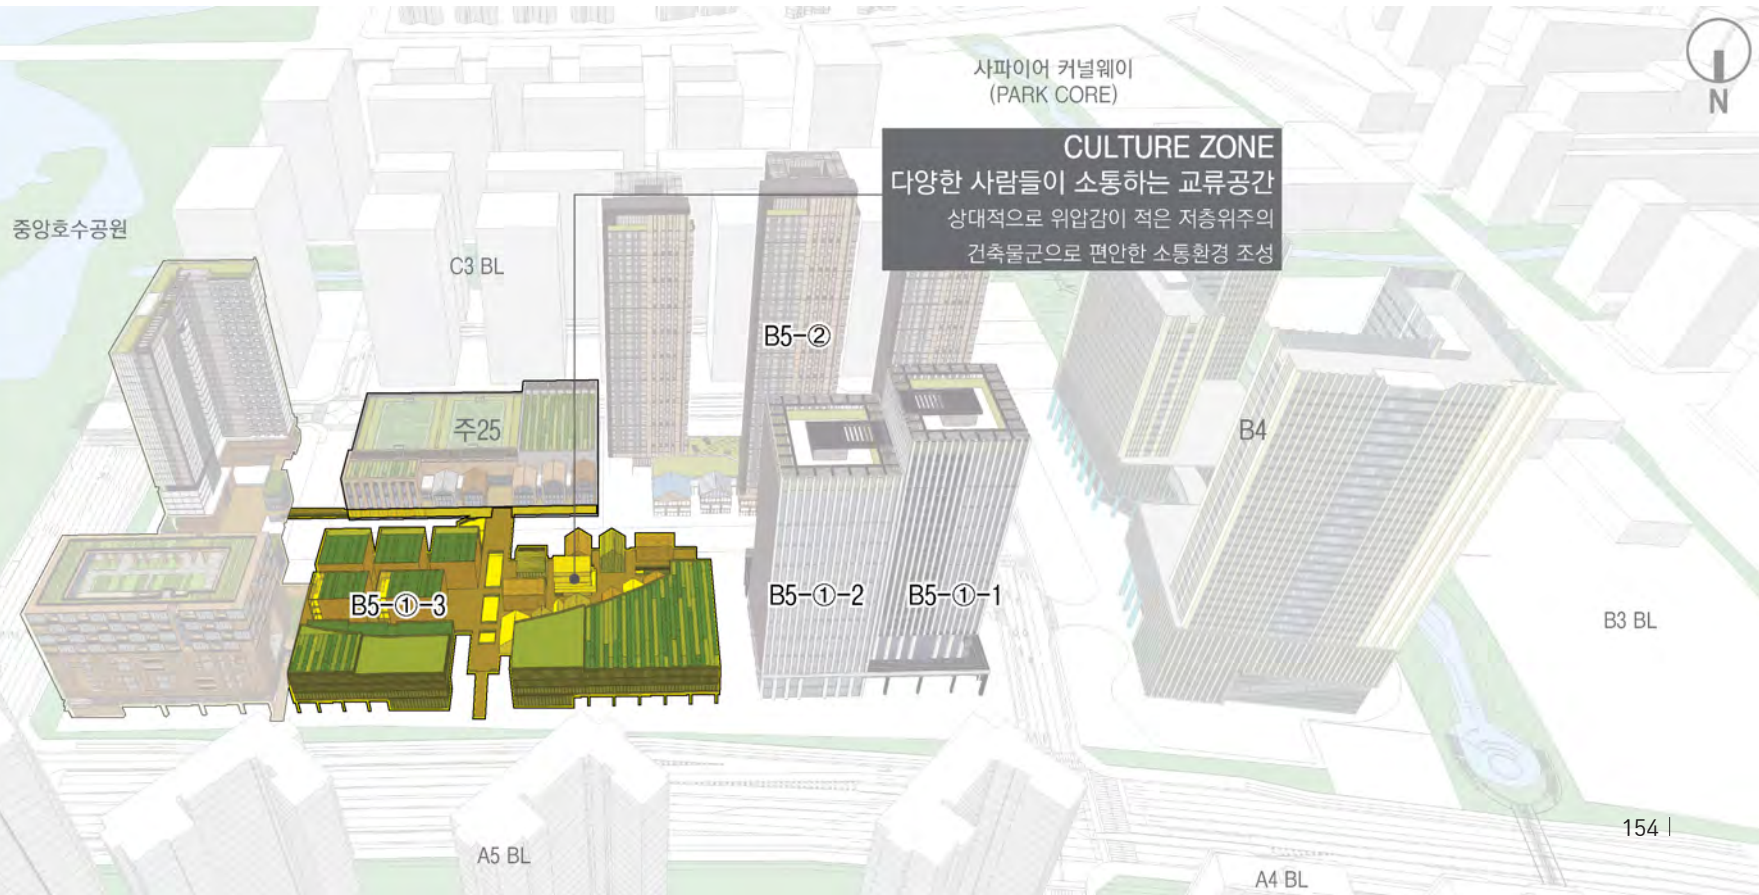 사파이어 커널웨이
(PARK CORE)
N
CULTURE ZONE
다양한 사람들이 소통하는 교류공간
상대적으로 위압감이 적은 저층위주의
건축물군으로 편안한 소통환경 조성
중앙호수공원
C3 BL
B5-②
주25
B4
B5-①-3
B5-①-2
B5-①-1
B3 BL
154
A5 BL
A4 BL